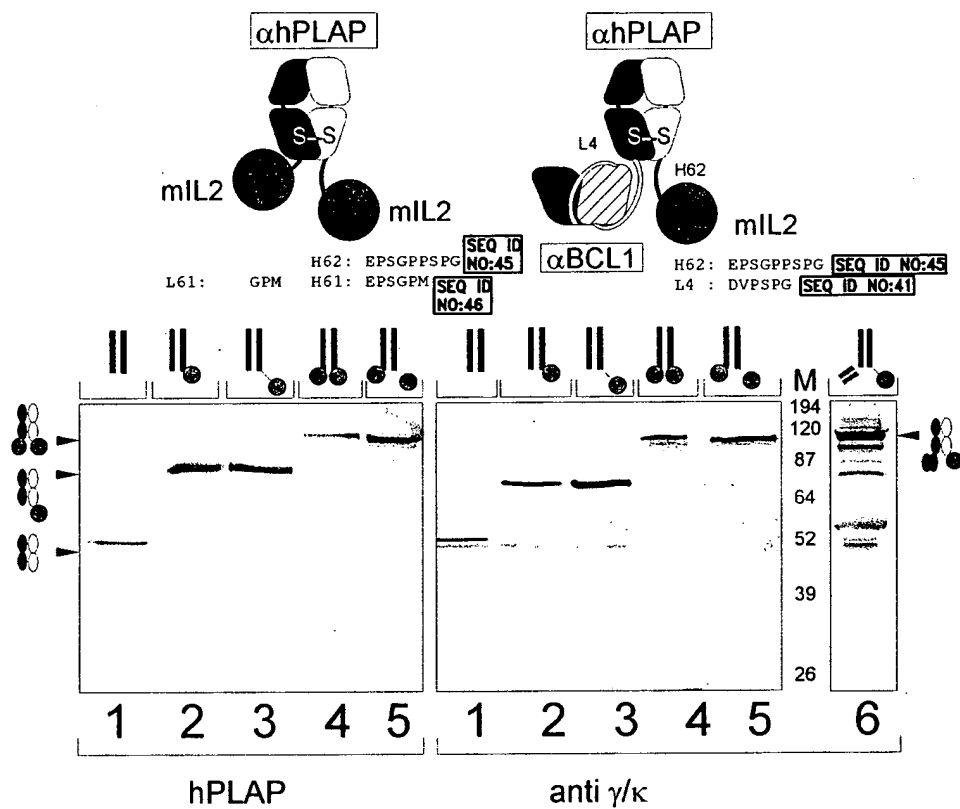 αhPLAP αhPLAP
S--S S--S
L4
H62
mIL2
mIL2 mIL2
αBCL1
H62: EPSGPPSPG SEQ ID NO:45
L61: GPM H61: EPSGPM: SEQ ID NO:46
H62: EPSGPPSPG SEQ ID NO:45
L4 : DVPSPG SEQ ID NO:41
M
194
120
87
64
52
39
26
1 2 3 4 5 1 2 3 4 5 6
hPLAP anti γ/κ